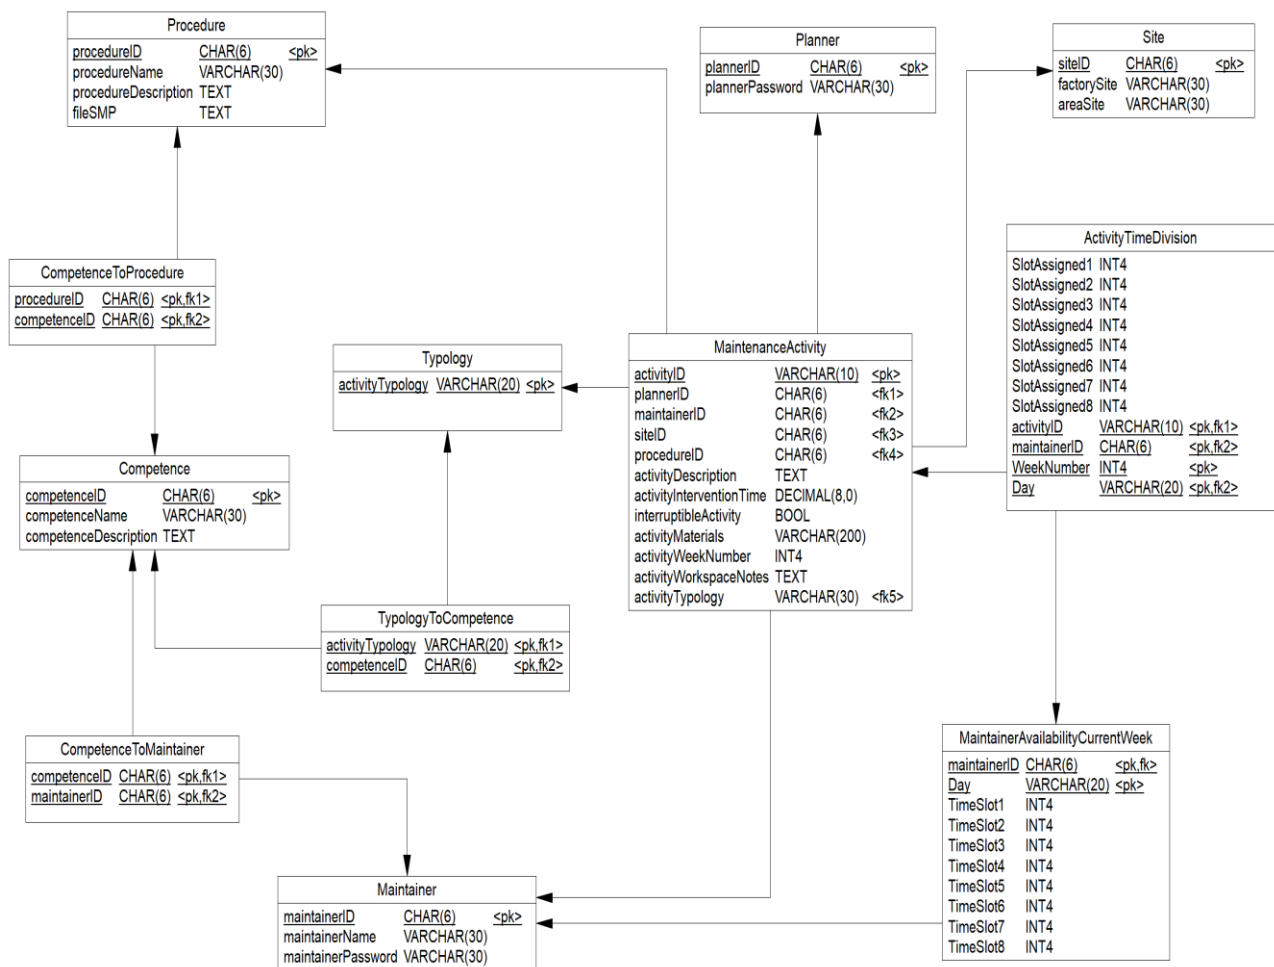 Procedure
procedureID CHAR(6) <pk>
procedureName VARCHAR(30)
procedureDescription TEXT
fileSMP TEXT
Planner
plannerID CHAR(6) <pk>
plannerPassword VARCHAR(30)
Site
siteID CHAR(6) <pk>
factorySite VARCHAR(30)
areaSite VARCHAR(30)
ActivityTimeDivision
SlotAssigned1 INT4
SlotAssigned2 INT4
SlotAssigned3 INT4
SlotAssigned4 INT4
SlotAssigned5 INT4
SlotAssigned6 INT4
SlotAssigned7 INT4
SlotAssigned8 INT4
activityID VARCHAR(10) <pk,fk1>
maintainerID CHAR(6) <pk,fk2>
WeekNumber INT4 <pk>
Day VARCHAR(20) <pk,fk2>
CompetenceToProcedure
procedureID CHAR(6) <pk,fk1>
competenceID CHAR(6) <pk,fk2>
Typology
activityTypology VARCHAR(20) <pk>
MaintenanceActivity
activityID VARCHAR(10) <pk>
plannerID CHAR(6) <fk1>
maintainerID CHAR(6) <fk2>
siteID CHAR(6) <fk3>
procedureID CHAR(6) <fk4>
activityDescription TEXT
activityInterventionTime DECIMAL(8,0)
interruptibleActivity BOOL
activityMaterials VARCHAR(200)
activityWeekNumber INT4
activityWorkspaceNotes TEXT
activityTypology VARCHAR(30) <fk5>
Competence
competenceID CHAR(6) <pk>
competenceName VARCHAR(30)
competenceDescription TEXT
TypologyToCompetence
activityTypology VARCHAR(20) <pk,fk1>
competenceID CHAR(6) <pk,fk2>
CompetenceToMaintainer
competenceID CHAR(6) <pk,fk1>
maintainerID CHAR(6) <pk,fk2>
MaintainerAvailabilityCurrentWeek
maintainerID CHAR(6) <pk,fk>
Day VARCHAR(20) <pk>
TimeSlot1 INT4
TimeSlot2 INT4
TimeSlot3 INT4
TimeSlot4 INT4
TimeSlot5 INT4
TimeSlot6 INT4
TimeSlot7 INT4
TimeSlot8 INT4
Maintainer
maintainerID CHAR(6) <pk>
maintainerName VARCHAR(30)
maintainerPassword VARCHAR(30)